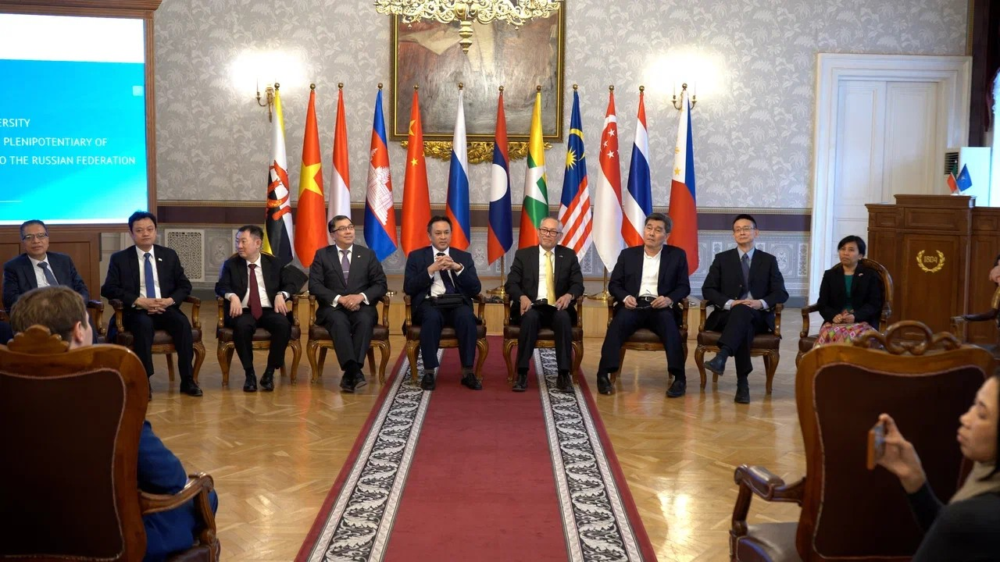 ERSITY
PLENIPOTENTIARY OF
O THE RUSSIAN FEDERATION
1804